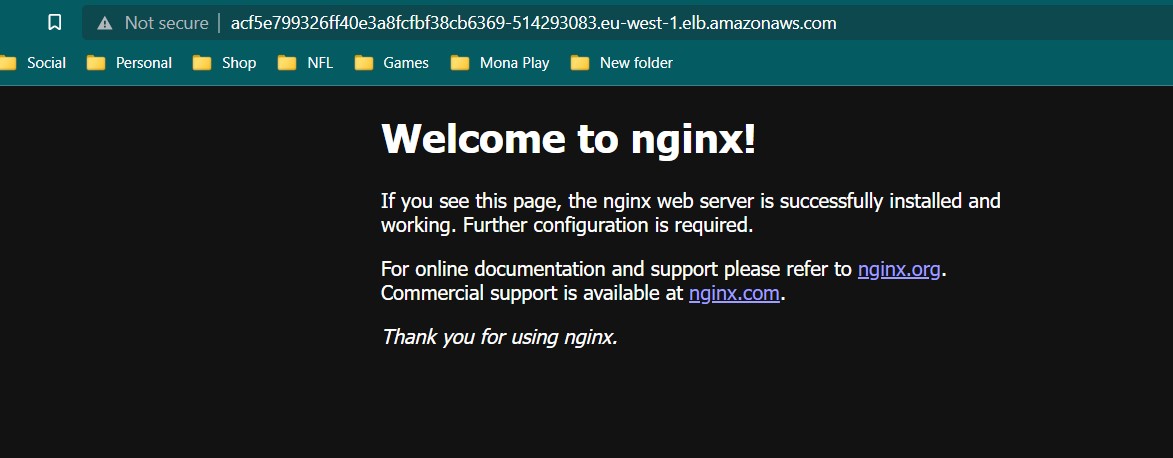 Not secure | acf5e799326ff40e3a8fcfbf38cb6369-514293083.eu-west-1.elb.amazonaws.com
Social Personal Shop NFL Games Mona Play New folder
Welcome to nginx!
If you see this page, the nginx web server is successfully installed and
working. Further configuration is required.
For online documentation and support please refer to nginx.org.
Commercial support is available at nginx.com.
Thank you for using nginx.